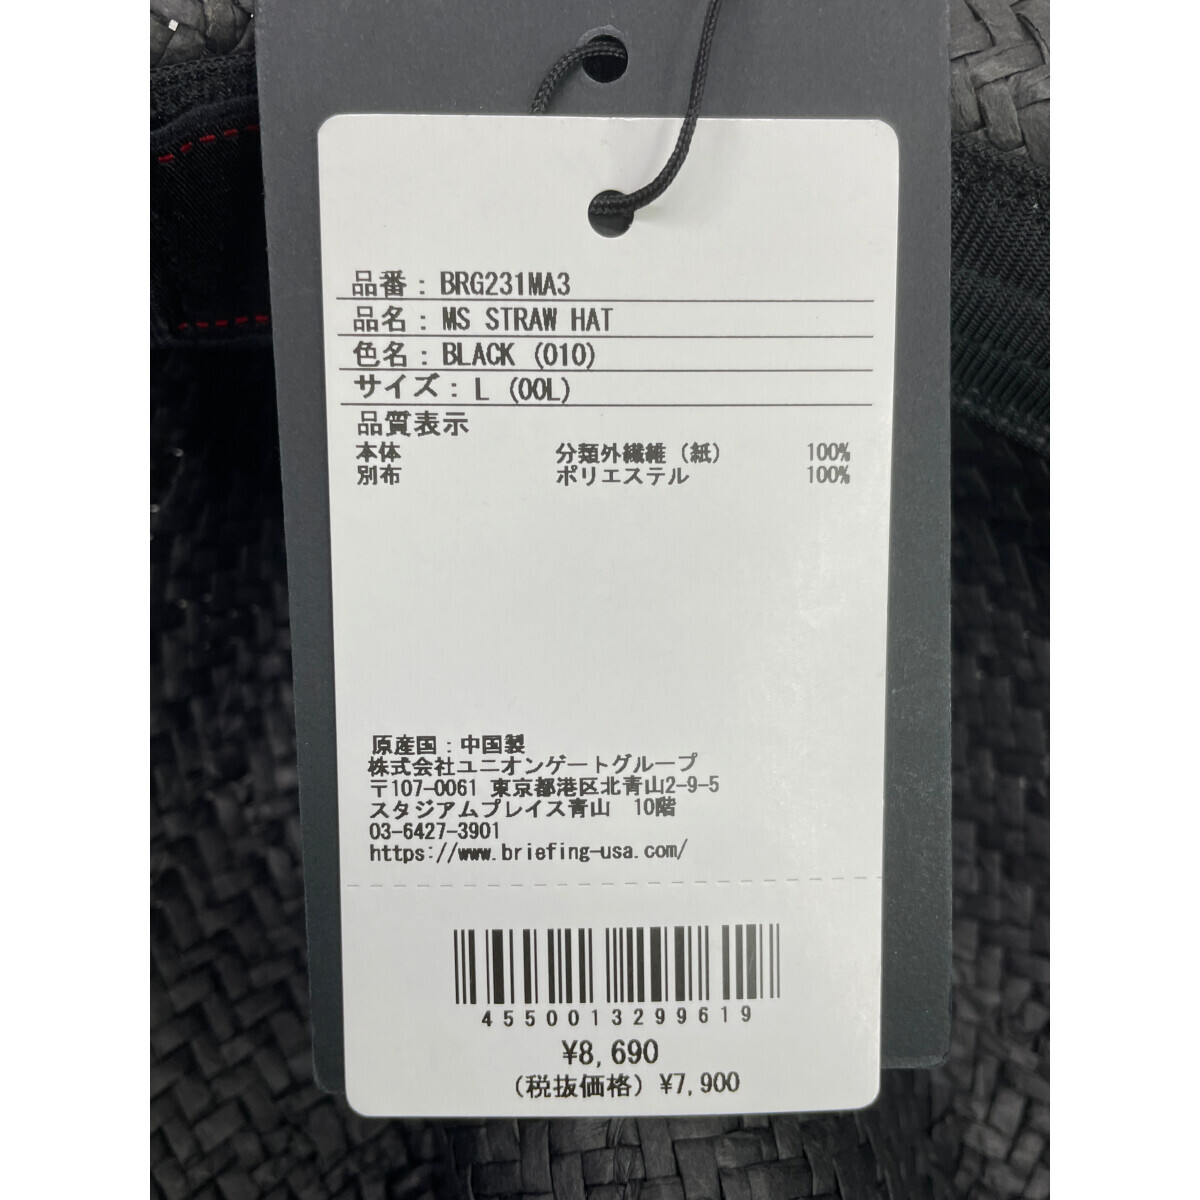 品番：BRG231MA3
品名：MS STRAW HAT
色名：BLACK (010)
サイズ：L (00L)
品質表示
本体 分類外繊維（紙） 100%
別布 ポリエステル 100%
原産国：中国製
株式会社ユニオンゲートグループ
〒107-0061 東京都港区北青山2-9-5
スタジアムプレイス青山 10階
03-6427-3901
https://www.briefing-usa.com/
4550013299619
¥8,690
（税抜価格）¥7,900